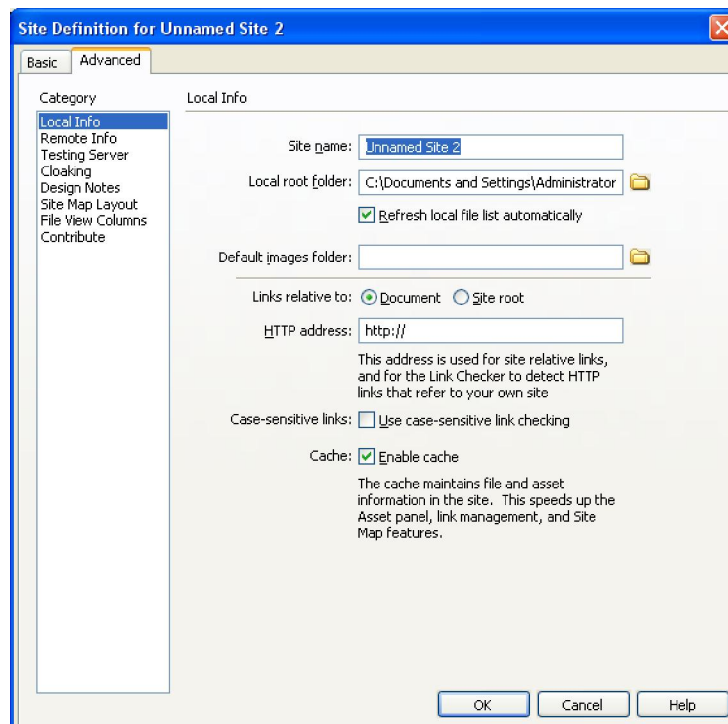 Site Definition for Unnamed Site 2
Basic
Advanced
Category
Local Info
Remote Info
Testing Server
Cloaking
Design Notes
Site Map Layout
File View Columns
Contribute
Local Info
Site name: Unnamed Site 2
Local root folder: C:\Documents and Settings\Administrator
Refresh local file list automatically
Default images folder:
Links relative to: Document Site root
HTTP address: http://
This address is used for site relative links,
and for the Link Checker to detect HTTP
links that refer to your own site
Case-sensitive links: Use case-sensitive link checking
Cache: Enable cache
The cache maintains file and asset
information in the site. This speeds up the
Asset panel, link management, and Site
Map features.
OK Cancel Help